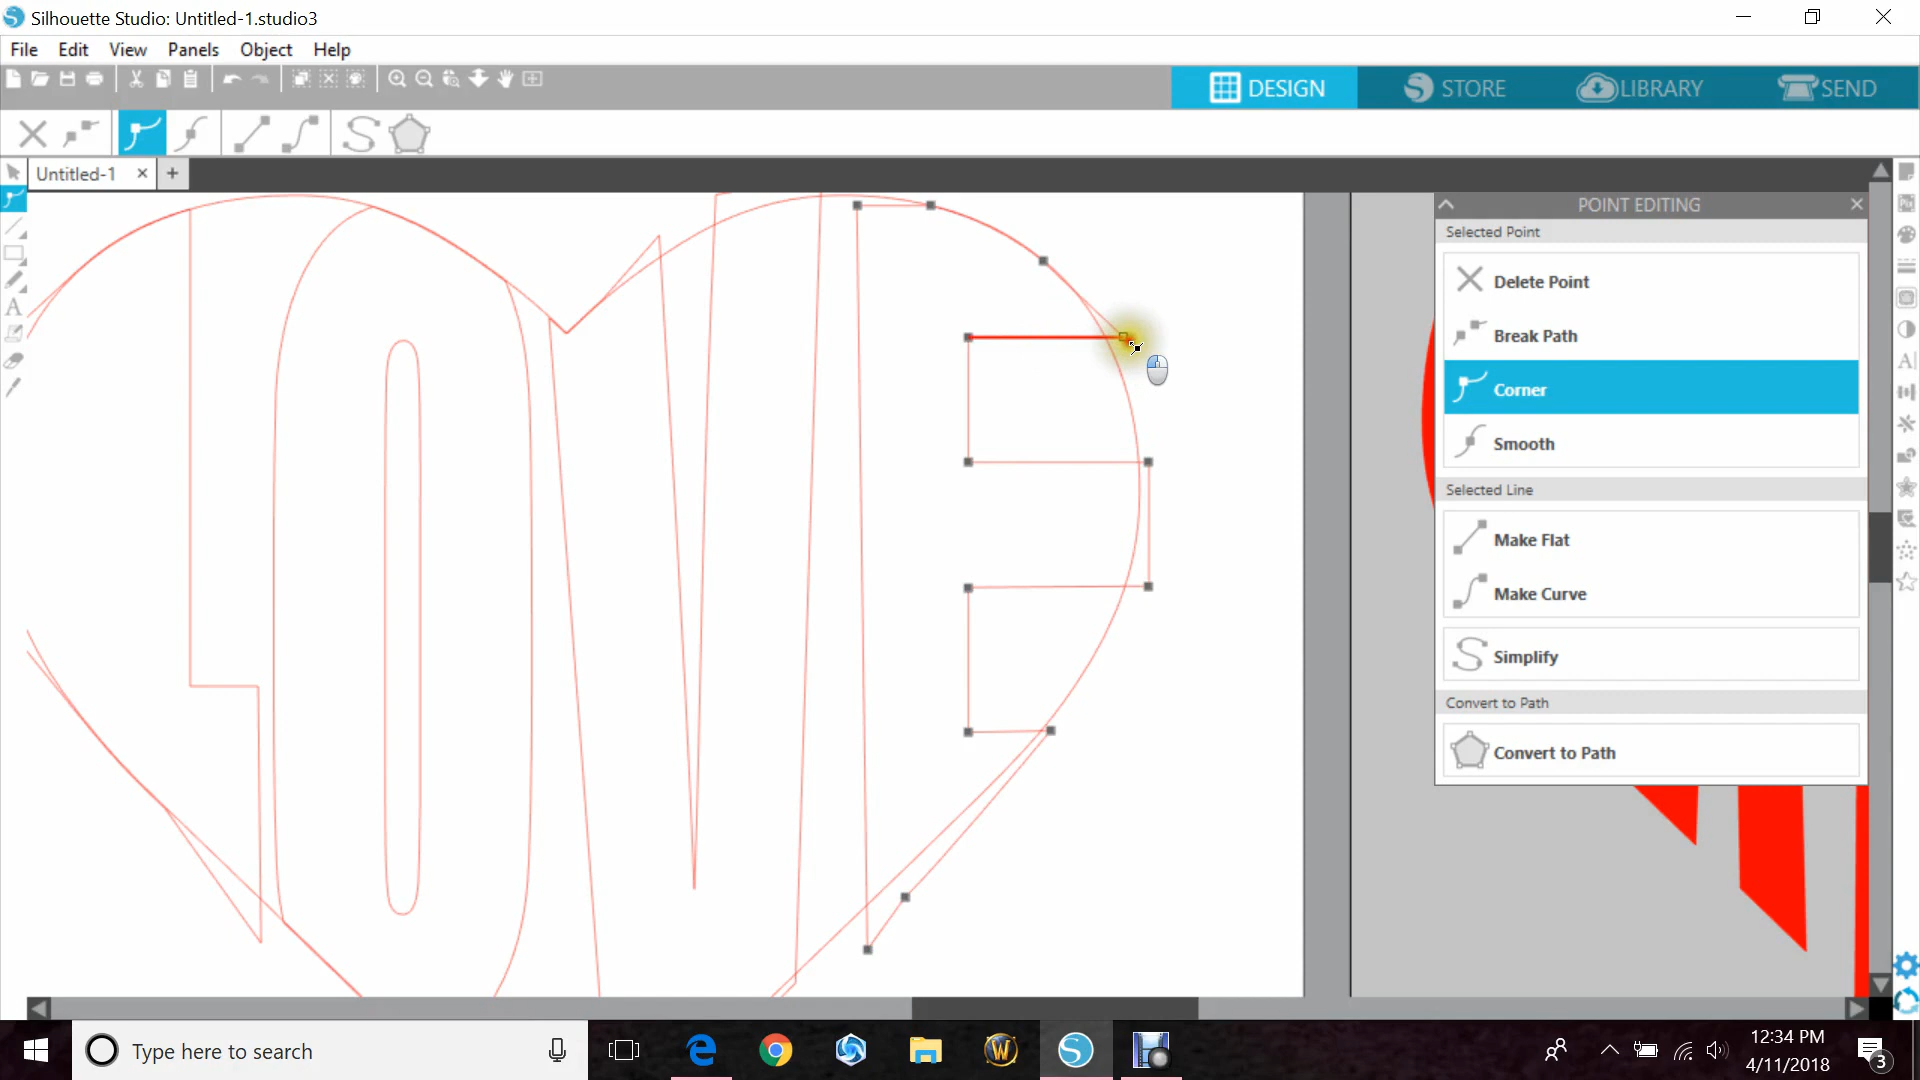 Silhouette Studio: Untitled-1.studio3
File Edit View Panels Object Help
DESIGN STORE LIBRARY SEND
Untitled-1
POINT EDITING
Selected Point
Delete Point
Break Path
Corner
Smooth
Selected Line
Make Flat
Make Curve
Simplify
Convert to Path
Convert to Path
LOVE
Type here to search
12:34 PM
4/11/2018
3